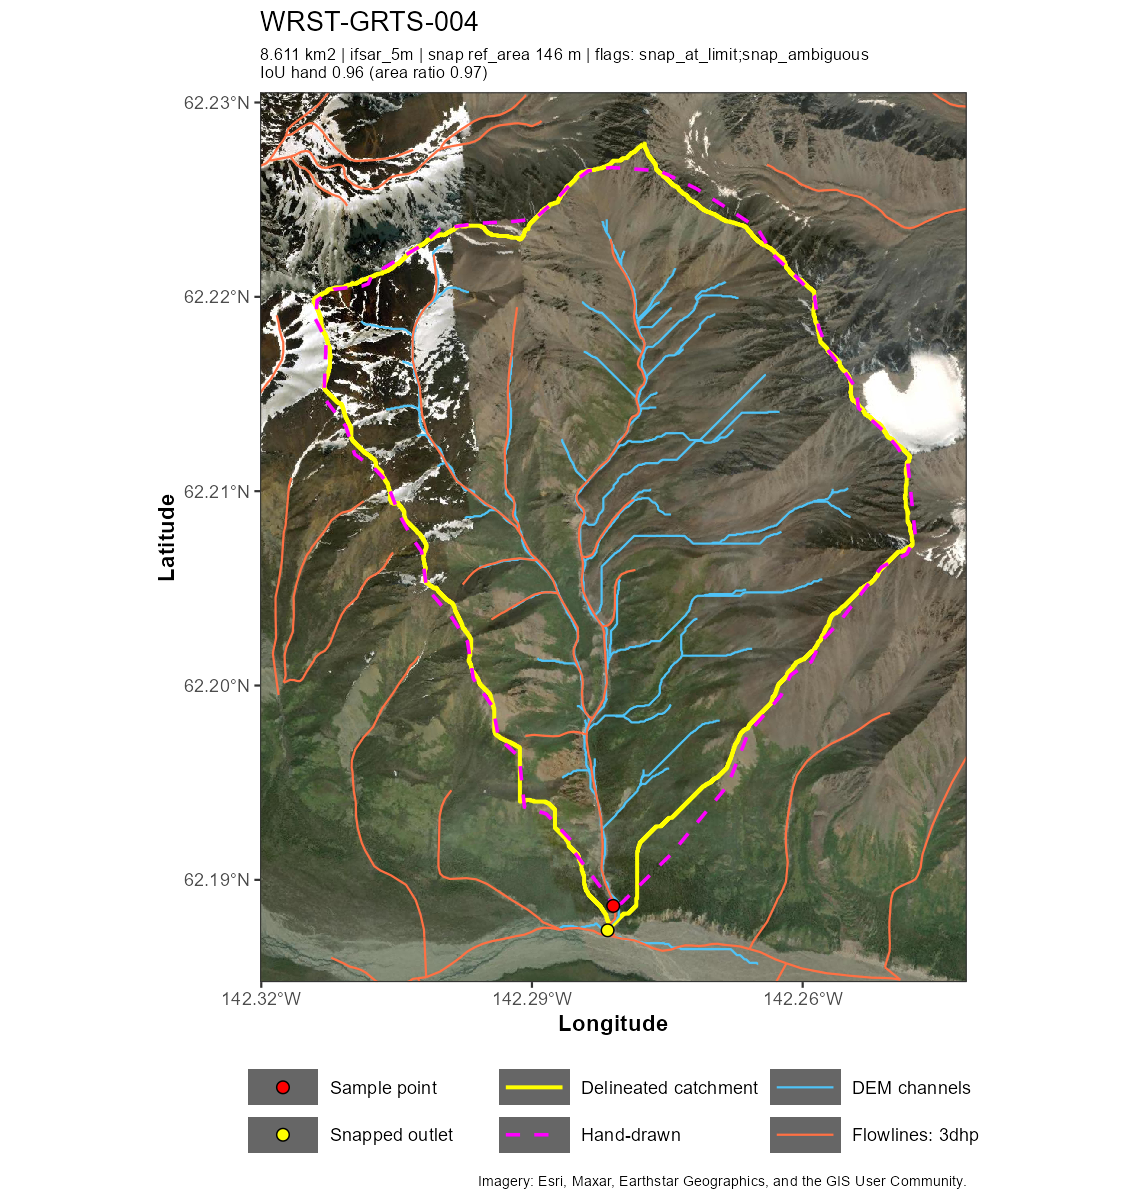 WRST-GRTS-004
8.611 km2 | ifsar_5m | snap ref_area 146 m | flags: snap_at_limit;snap_ambiguous
IoU hand 0.96 (area ratio 0.97)
62.23°N
62.22°N
62.21°N
62.20°N
62.19°N
Latitude
142.32°W
142.29°W
142.26°W
Longitude
Sample point
Delineated catchment
DEM channels
Snapped outlet
Hand-drawn
Flowlines: 3dhp
Imagery: Esri, Maxar, Earthstar Geographics, and the GIS User Community.